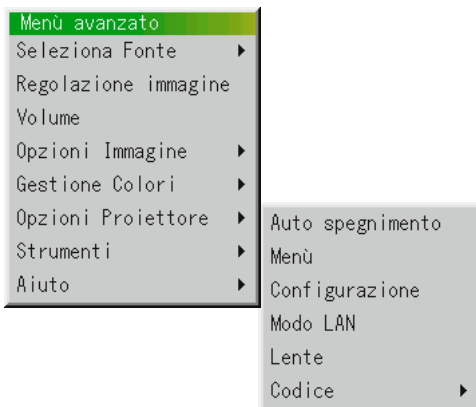 Menù avanzato
Seleziona Fonte
Regolazione immagine
Volume
Opzioni Immagine
Gestione Colori
Opzioni Proiettore
Strumenti
Aiuto
Auto spegnimento
Menù
Configurazione
Modo LAN
Lente
Codice